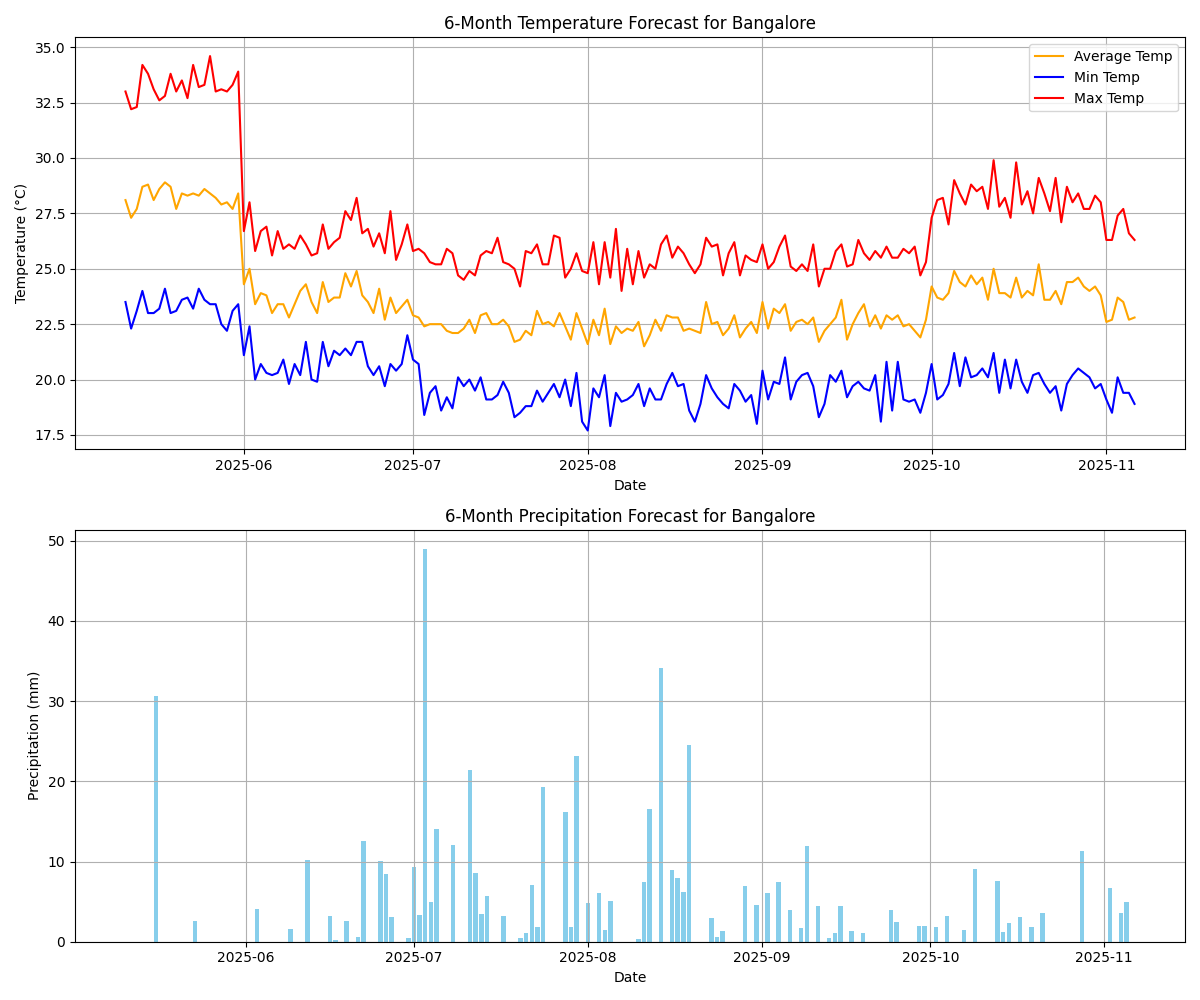 6-Month Temperature Forecast for Bangalore
35.0
32.5
30.0
27.5
25.0
22.5
20.0
17.5
Temperature (°C)
Average Temp
Min Temp
Max Temp
2025-06 2025-07 2025-08 2025-09 2025-10 2025-11
Date
6-Month Precipitation Forecast for Bangalore
50
40
30
20
10
0
Precipitation (mm)
2025-06 2025-07 2025-08 2025-09 2025-10 2025-11
Date